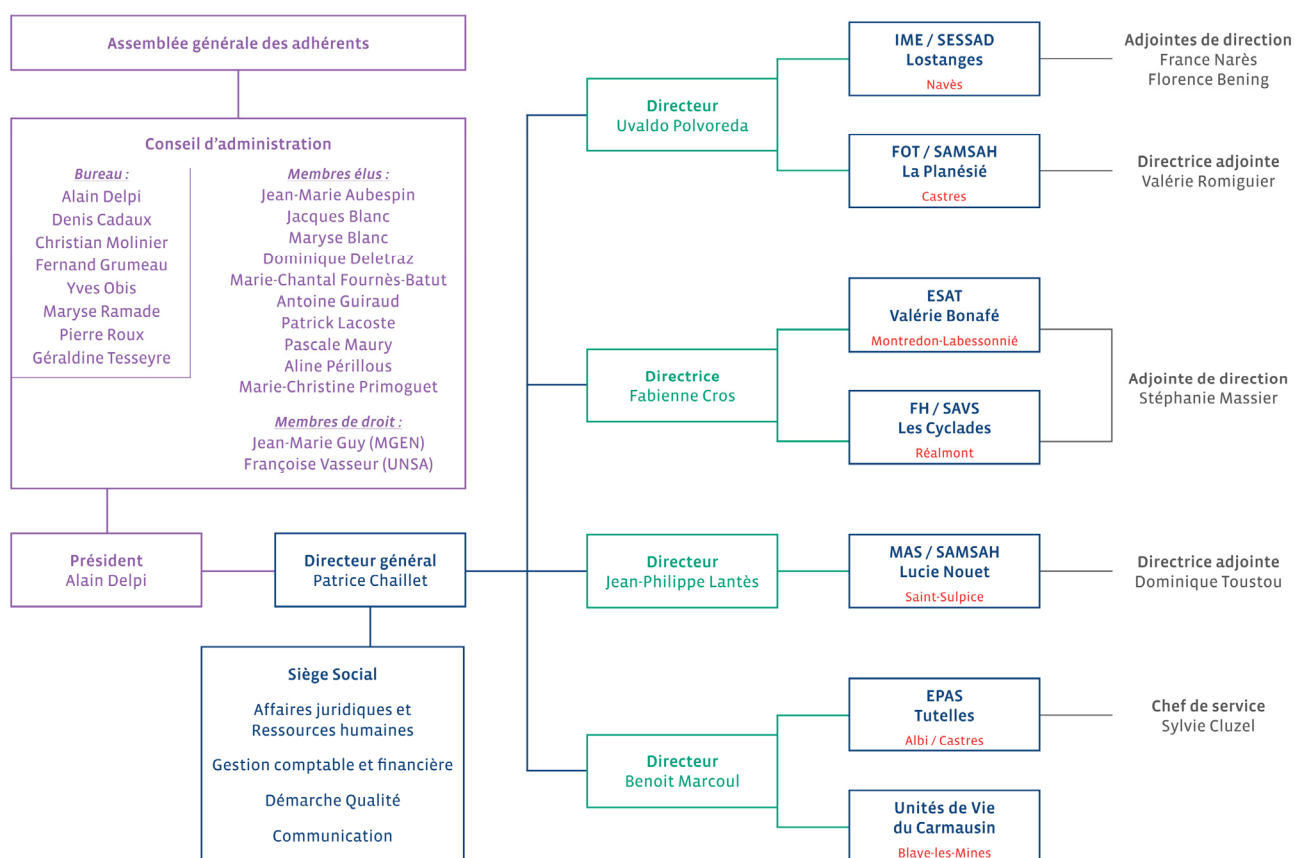 Assemblée générale des adhérents
Conseil d'administration
Bureau :
Alain Delpi
Denis Cadaux
Christian Molinier
Fernand Grumeau
Yves Obis
Maryse Ramade
Pierre Roux
Géraldine Tesseyre
Membres élus :
Jean-Marie Aubespin
Jacques Blanc
Maryse Blanc
Dominique Deletraz
Marie-Chantal Fournès-Batut
Antoine Guiraud
Patrick Lacoste
Pascale Maury
Aline Périllous
Marie-Christine Primoguet
Membres de droit :
Jean-Marie Guy (MGEN)
Françoise Vasseur (UNSA)
Président
Alain Delpi
Directeur général
Patrice Chaillet
Siège Social
Affaires juridiques et
Ressources humaines
Gestion comptable et financière
Démarche Qualité
Communication
Directeur
Uvaldo Polvoreda
IME / SESSAD
Lostanges
Navès
Adjointes de direction
France Narès
Florence Bening
FOT / SAMSAH
La Planésié
Castres
Directrice adjointe
Valérie Romiguier
Directrice
Fabienne Cros
ESAT
Valérie Bonafé
Montredon-Labessonnié
FH / SAVS
Les Cyclades
Réalmont
Adjointe de direction
Stéphanie Massier
Directeur
Jean-Philippe Lantès
MAS / SAMSAH
Lucie Nouet
Saint-Sulpice
Directrice adjointe
Dominique Toustou
Directeur
Benoit Marcoul
EPAS
Tutelles
Albi / Castres
Chef de service
Sylvie Cluzel
Unités de Vie
du Carmausin
Blaye-les-Mines